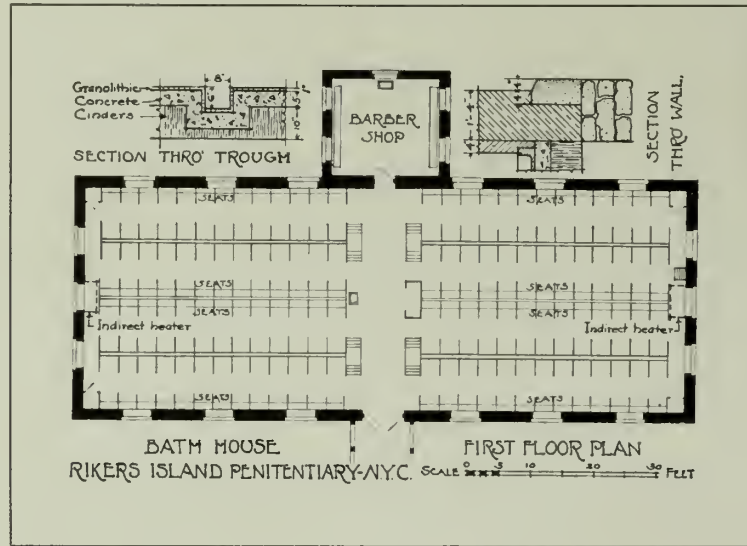 Granolithic
Concrete
Cinders
8"
5"
10"
SECTION THRO' TROUGH
BARBER
SHOP
SECTION
THRO' WALL.
SEATS
SEATS
SEATS
SEATS
SEATS
SEATS
Indirect heater
Indirect heater
SEATS
SEATS
BATH HOUSE
FIRST FLOOR PLAN
RIKERS ISLAND PENITENTIARY-N.Y.C.
SCALE 0 5 10 20 30 FEET